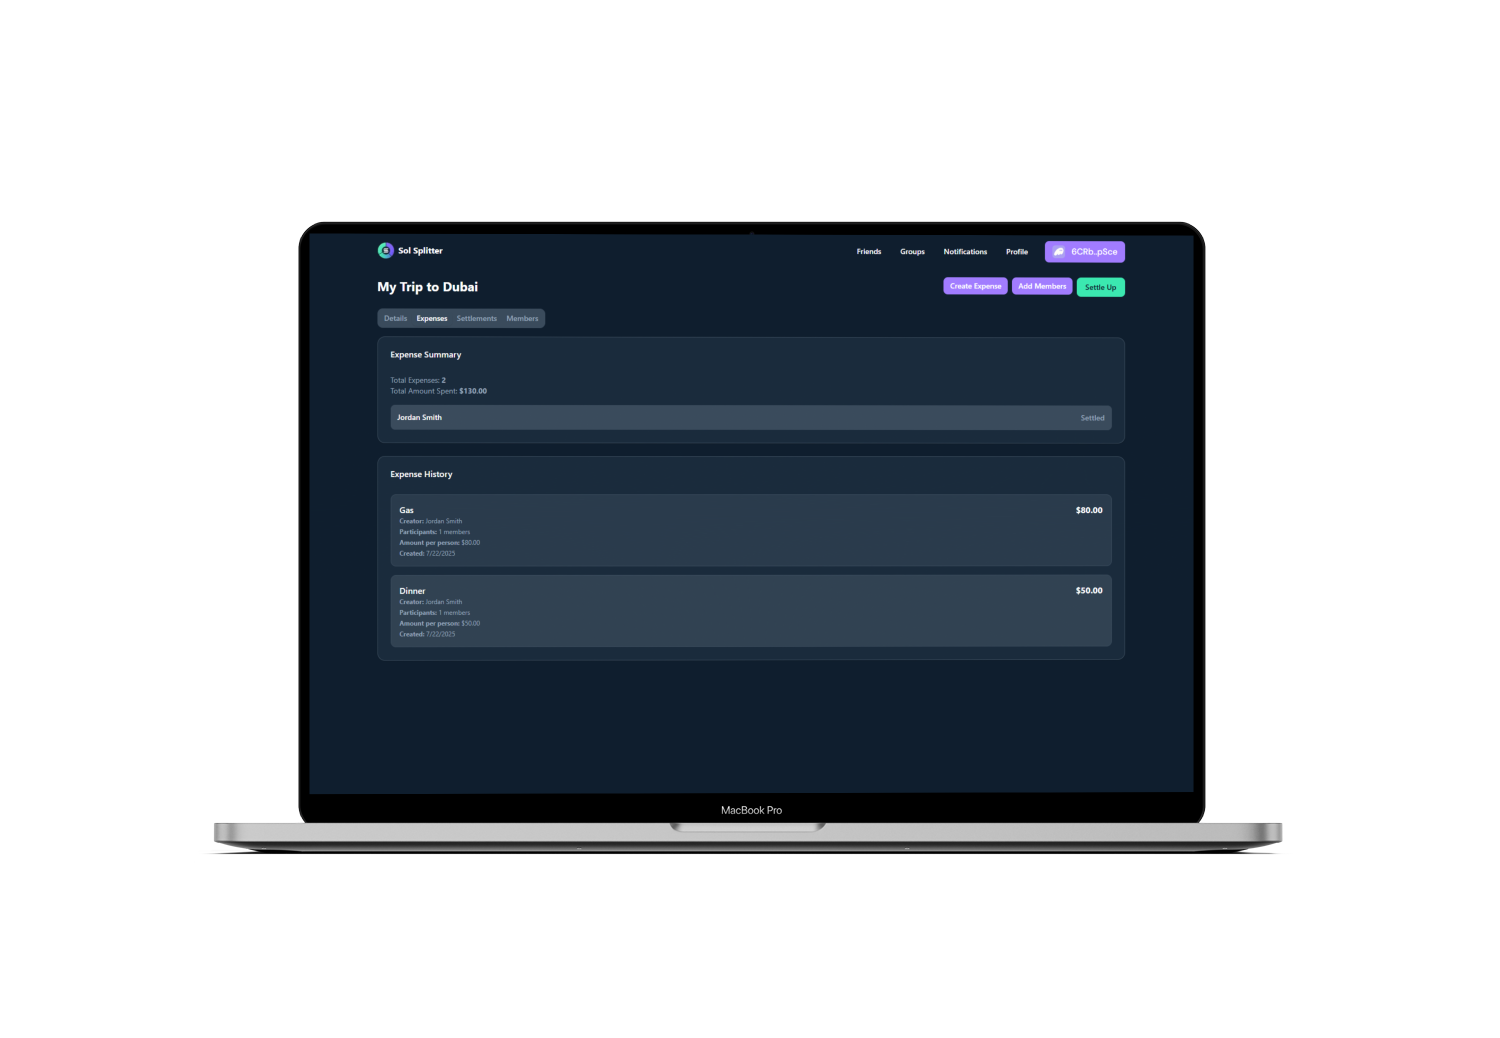 Sol Splitter
Friends Groups Notifications Profile 6CRb..pSce
My Trip to Dubai
Create Expense Add Members Settle Up
Details Expenses Settlements Members
Expense Summary
Total Expenses: 2
Total Amount Spent: $130.00
Jordan Smith Settled
Expense History
Gas $80.00
Creator: Jordan Smith
Participants: 1 members
Amount per person: $80.00
Created: 7/22/2025
Dinner $50.00
Creator: Jordan Smith
Participants: 1 members
Amount per person: $50.00
Created: 7/22/2025
MacBook Pro